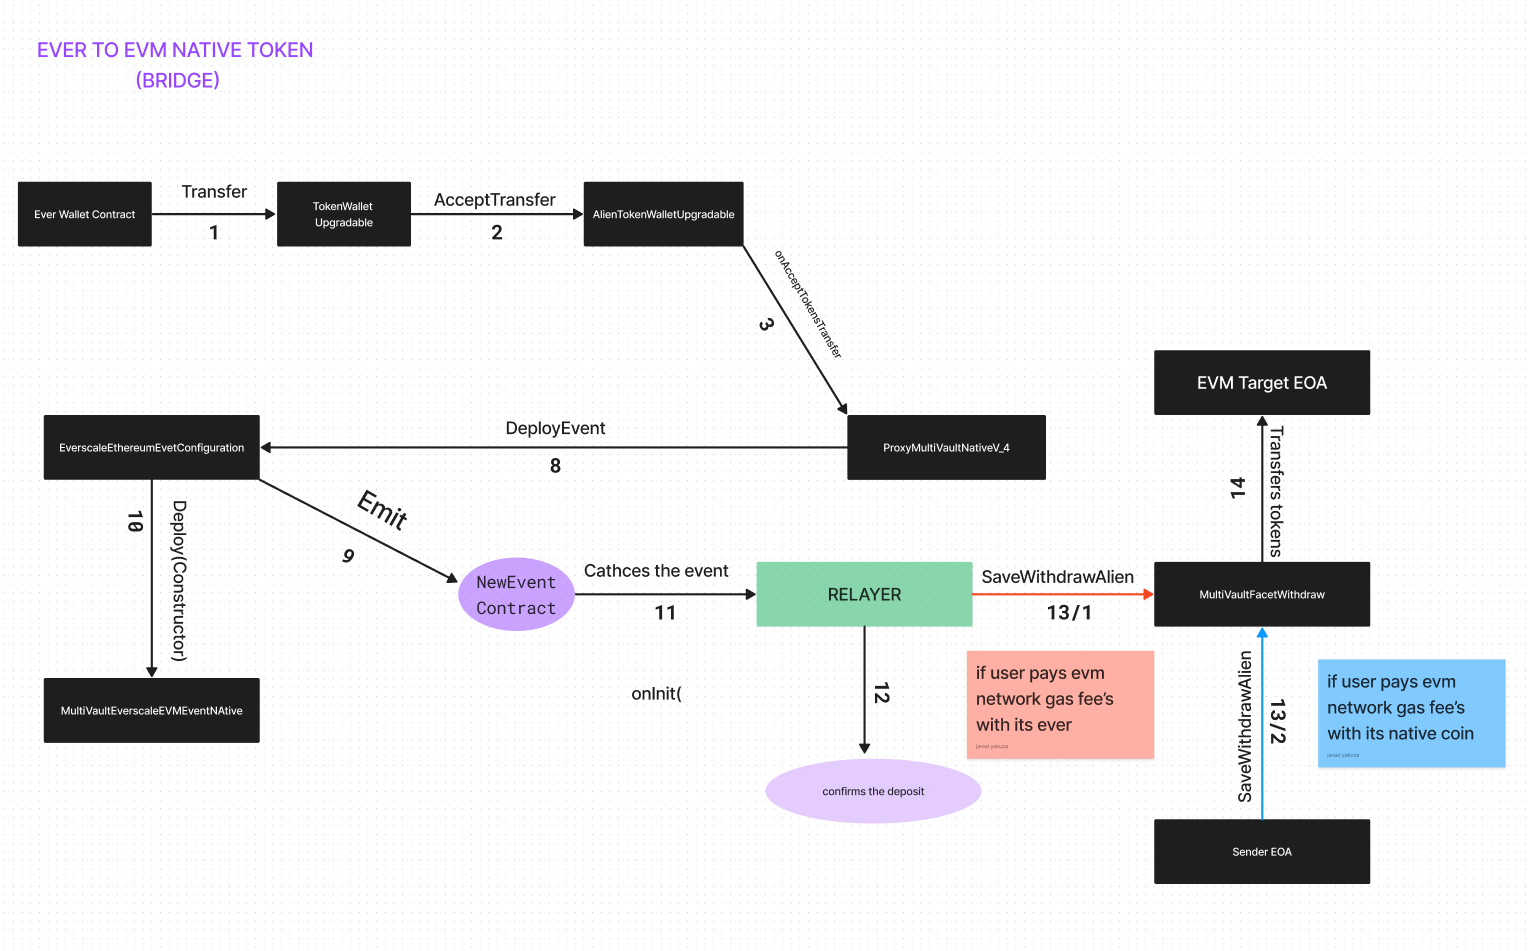 EVER TO EVM NATIVE TOKEN
(BRIDGE)
Ever Wallet Contract
Transfer
1
TokenWallet
Upgradable
AcceptTransfer
2
AlienTokenWalletUpgradable
onAcceptTokensTransfer
3
EVM Target EOA
EverscaleEthereumEvetConfiguration
DeployEvent
8
ProxyMultiVaultNativeV_4
14
Transfers tokens
10
Deploy(Constructor)
Emit
9
NewEvent
Contract
Cathces the event
11
RELAYER
SaveWithdrawAlien
13/1
MultiVaultFacetWithdraw
MultiVaultEverscaleEVMEventNAtive
onInit(
12
if user pays evm
network gas fee's
with its ever
javad yakuza
SaveWithdrawAlien
13/2
if user pays evm
network gas fee's
with its native coin
javad yakuza
confirms the deposit
Sender EOA